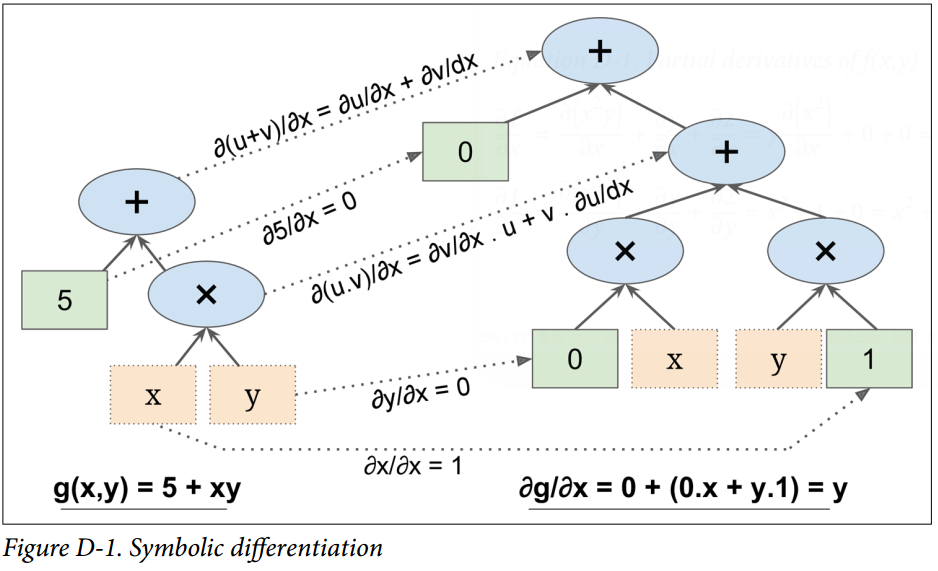 +
∂(u+v)/∂x = ∂u/∂x + ∂v/dx
0
+
+
∂5/∂x = 0
∂(u.v)/∂x = ∂v/∂x . u + v . ∂u/dx
×
×
5
×
0
x
y
1
x
y
∂y/∂x = 0
∂x/∂x = 1
g(x,y) = 5 + xy
∂g/∂x = 0 + (0.x + y.1) = y
Figure D-1. Symbolic differentiation